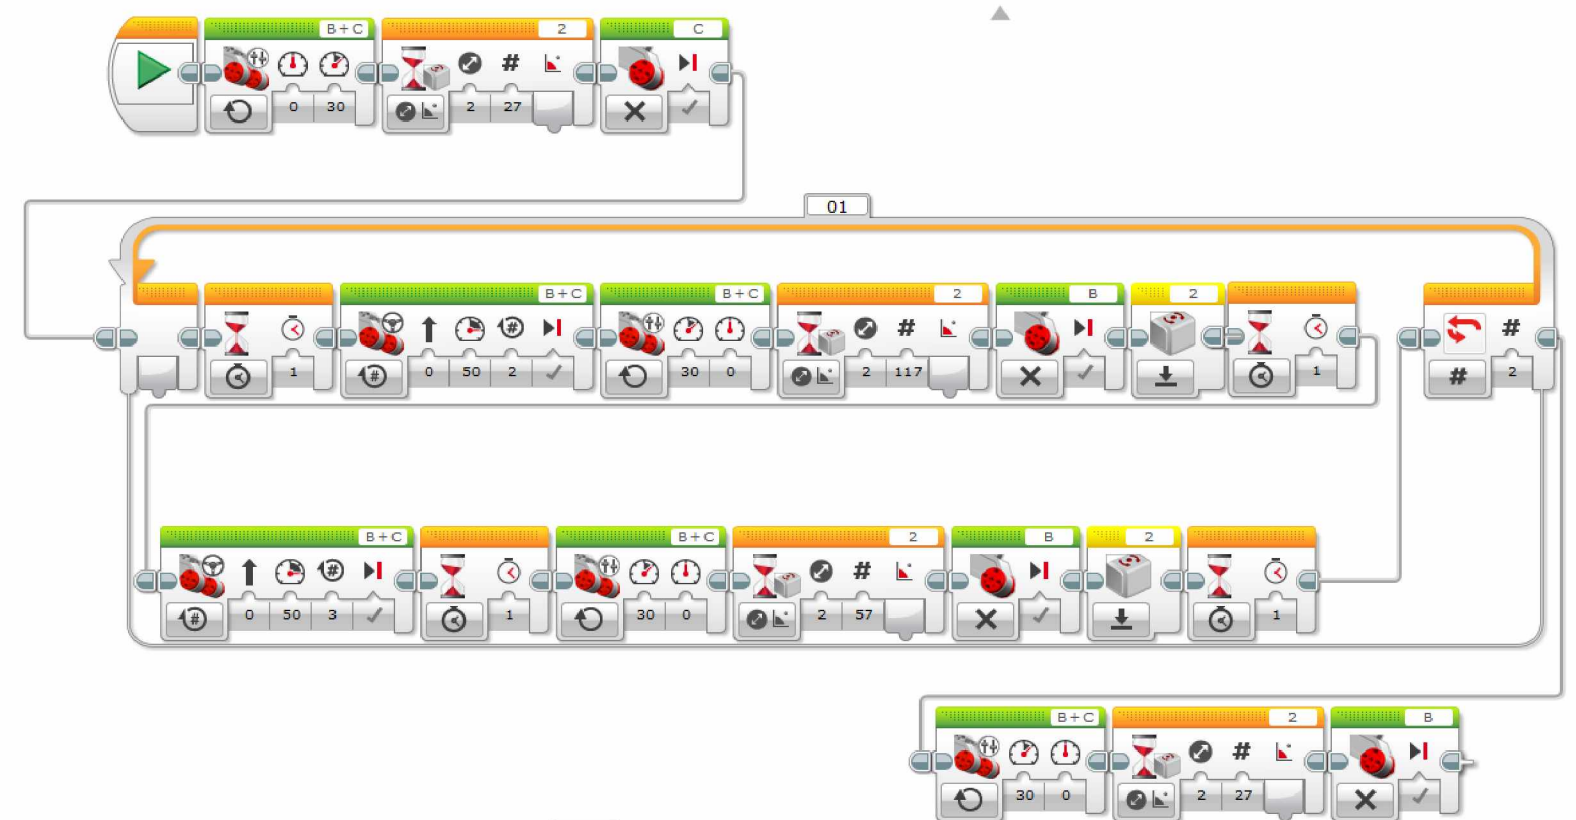 B + C 2 C
0 30 2 # 27
01
B + C B + C 2 B 2
# # #
1 # 0 50 2 30 0 2 117 1 # 2
B + C B + C 2 B 2
# #
# 0 50 3 1 30 0 2 57 1
B + C 2 B
#
30 0 2 27